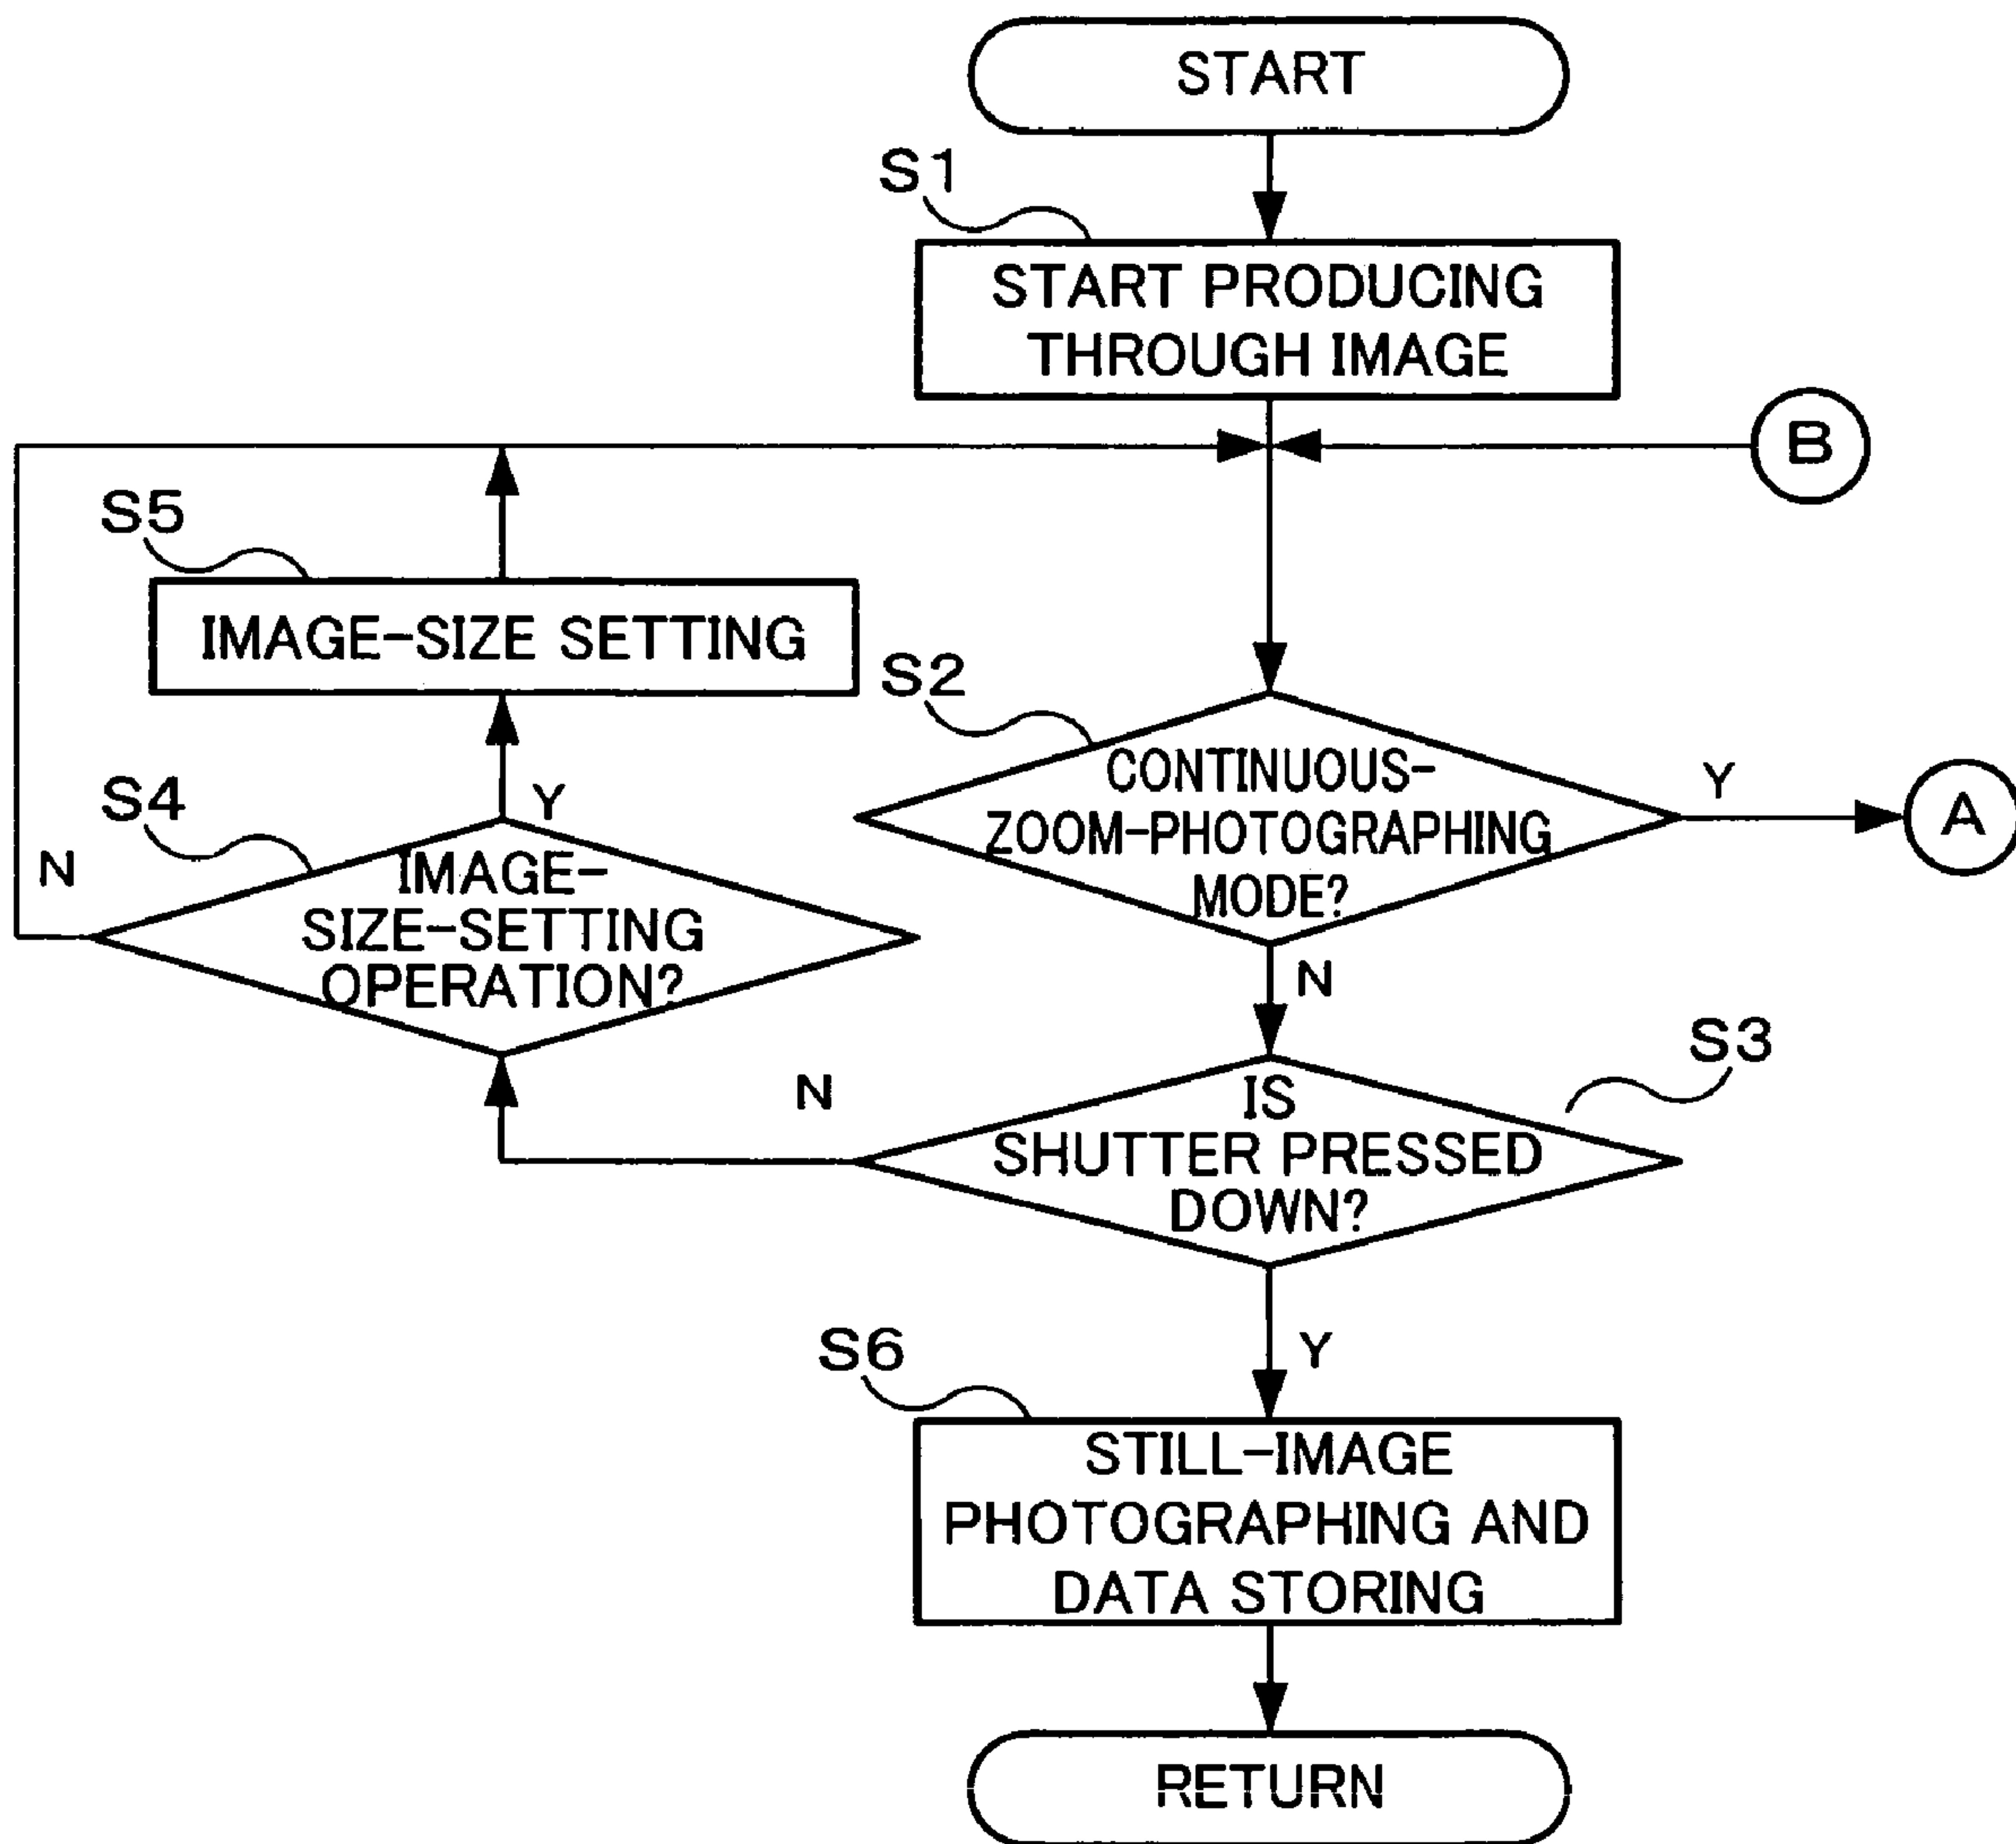 START
S1
START PRODUCING
THROUGH IMAGE
B
S5
IMAGE-SIZE SETTING
S2
CONTINUOUS-
ZOOM-PHOTOGRAPHING
MODE?
Y
A
S4
Y
N
IMAGE-
SIZE-SETTING
OPERATION?
N
S3
N
IS
SHUTTER PRESSED
DOWN?
S6
Y
STILL-IMAGE
PHOTOGRAPHING AND
DATA STORING
RETURN